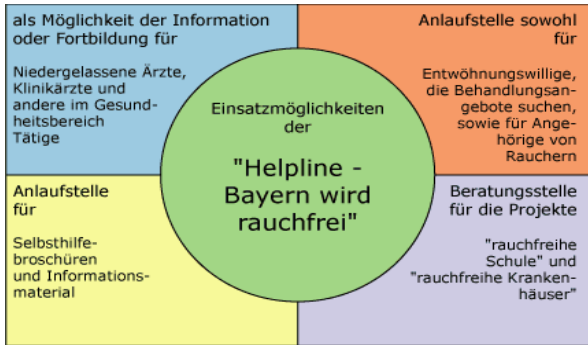 als Möglichkeit der Information
oder Fortbildung für
Niedergelassene Ärzte,
Klinikärzte und
andere im Gesund-
heitsbereich
Tätige
Anlaufstelle sowohl
für
Entwöhnungswillige,
die Behandlungsan-
gebote suchen,
sowie für Ange-
hörige von
Rauchern
Einsatzmöglichkeiten
der
"Helpline -
Bayern wird
rauchfrei"
Anlaufstelle
für
Selbsthilfe-
broschüren
und Informations-
material
Beratungsstelle
für die Projekte
"rauchfreihe
Schule" und
"rauchfreihe Kranken-
häuser"